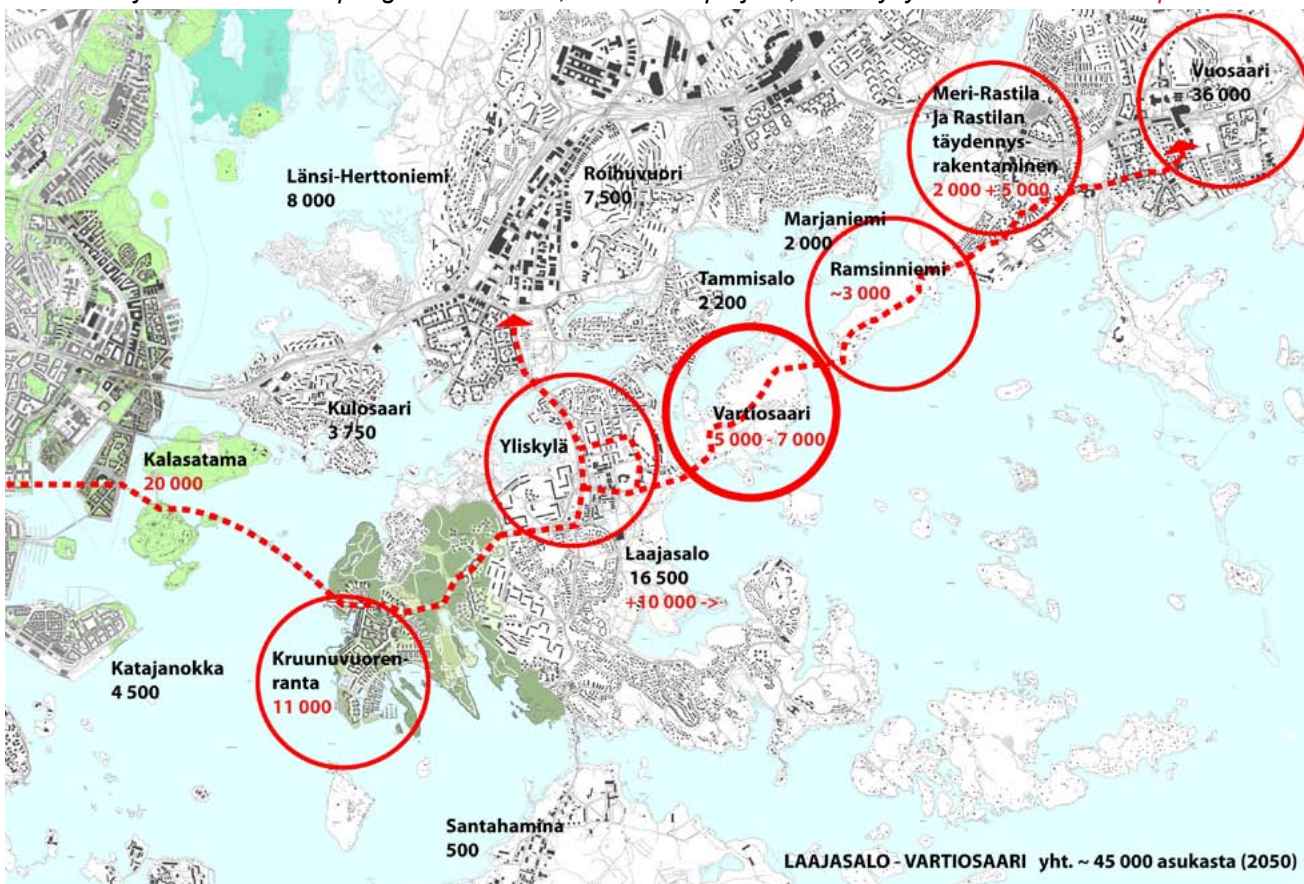 Vuosaari
36 000
Meri-Rastila
ja Rastilan
täydennys-
rakentaminen
2 000 + 5 000
Länsi-Herttoniemi
8 000
Roihuvuori
7 500
Marjaniemi
2 000
Ramsinniemi
~3 000
Tammisalo
2 200
Kulosaari
3 750
Vartiosaari
5 000 - 7 000
Yliskylä
Kalasatama
20 000
Laajasalo
16 500
+10 000 ->
Katajanokka
4 500
Kruunuvuoren-
ranta
11 000
Santahamina
500
LAAJASALO - VARTIOSAARI yht. ~ 45 000 asukasta (2050)